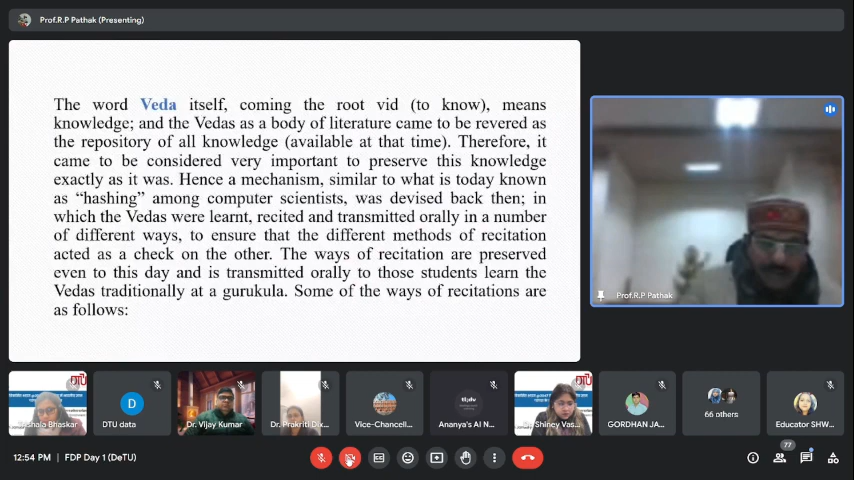 Prof.R.P Pathak (Presenting)
The word Veda itself, coming the root vid (to know), means
knowledge; and the Vedas as a body of literature came to be revered as
the repository of all knowledge (available at that time). Therefore, it
came to be considered very important to preserve this knowledge
exactly as it was. Hence a mechanism, similar to what is today known
as “hashing” among computer scientists, was devised back then; in
which the Vedas were learnt, recited and transmitted orally in a number
of different ways, to ensure that the different methods of recitation
acted as a check on the other. The ways of recitation are preserved
even to this day and is transmitted orally to those students learn the
Vedas traditionally at a gurukula. Some of the ways of recitations are
as follows:
Prof.R.P Pathak
Bhaskar
D
DTU data
Dr. Vijay Kumar
Dr. Prakriti Dix...
Vice-Chancell...
Ananya's AI N...
Shiney Vas...
GORDHAN JA...
66 others
Educator SHW...
12:54 PM | FDP Day 1 (DeTU)
77